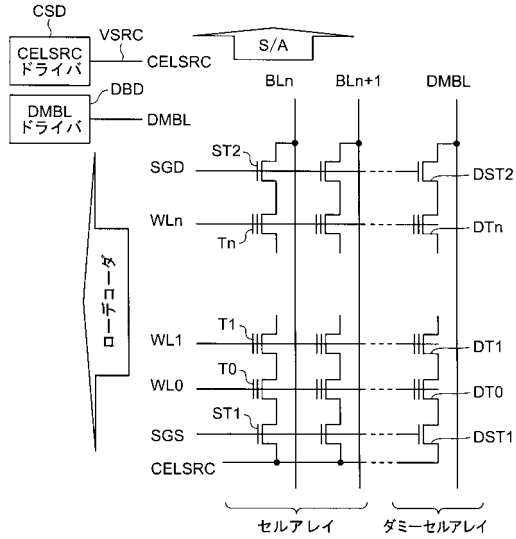 CSD
VSRC
CELSRC
ドライバ
CELSRC
S/A
DBD
DMBL
ドライバ
DMBL
BLn
BLn+1
DMBL
ST2
SGD
DST2
WLn
Tn
DTn
ローデコーダ
T1
WL1
DT1
T0
WL0
DT0
ST1
SGS
DST1
CELSRC
セルアレイ
ダミーセルアレイ